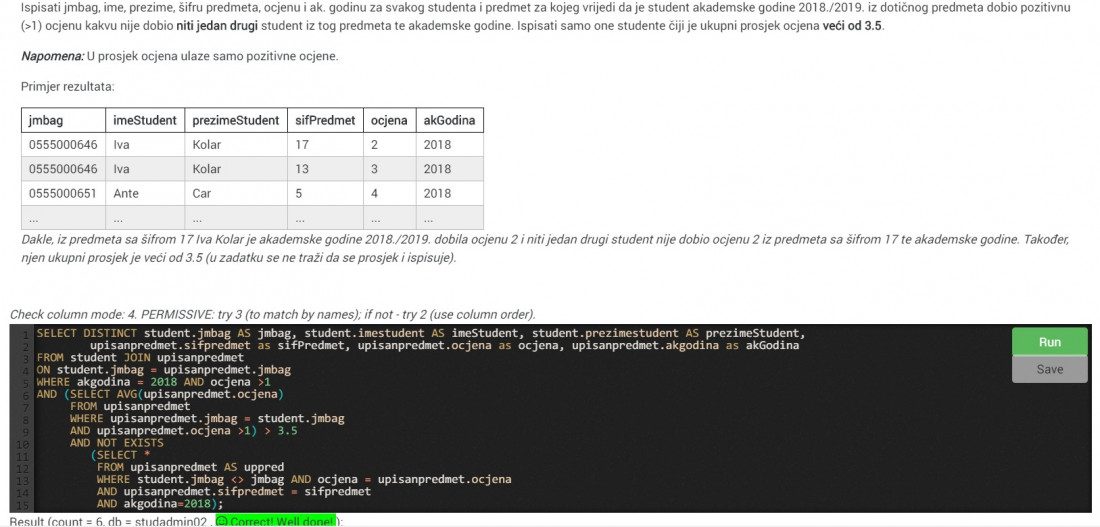 Ispisati jmbag, ime, prezime, šifru predmeta, ocjenu i ak. godinu za svakog studenta i predmet za kojeg vrijedi da je student akademske godine 2018./2019. iz dotičnog predmeta dobio pozitivnu
(>1) ocjenu kakvu nije dobio niti jedan drugi student iz tog predmeta te akademske godine. Ispisati samo one studente čiji je ukupni prosjek ocjena veći od 3.5.
Napomena: U prosjek ocjena ulaze samo pozitivne ocjene.
Primjer rezultata:
jmbag imeStudent prezimeStudent sifPredmet ocjena akGodina
0555000646 Iva Kolar 17 2 2018
0555000646 Iva Kolar 13 3 2018
0555000651 Ante Car 5 4 2018
... ... ... ... ... ...
Dakle, iz predmeta sa šifrom 17 Iva Kolar je akademske godine 2018./2019. dobila ocjenu 2 i niti jedan drugi student nije dobio ocjenu 2 iz predmeta sa šifrom 17 te akademske godine. Također,
njen ukupni prosjek je veći od 3.5 (u zadatku se ne traži da se prosjek i ispisuje).
Check column mode: 4. PERMISSIVE: try 3 (to match by names); if not - try 2 (use column order).
1 SELECT DISTINCT student.jmbag AS jmbag, student.imestudent AS imeStudent, student.prezimestudent AS prezimeStudent,
2 upisanpredmet.sifpredmet as sifPredmet, upisanpredmet.ocjena as ocjena, upisanpredmet.akgodina as akGodina
3 FROM student JOIN upisanpredmet
4 ON student.jmbag = upisanpredmet.jmbag
5 WHERE akgodina = 2018 AND ocjena >1
6 AND (SELECT AVG(upisanpredmet.ocjena)
7 FROM upisanpredmet
8 WHERE upisanpredmet.jmbag = student.jmbag
9 AND upisanpredmet.ocjena >1) > 3.5
10 AND NOT EXISTS
11 (SELECT *
12 FROM upisanpredmet AS uppred
13 WHERE student.jmbag <> jmbag AND ocjena = upisanpredmet.ocjena
14 AND upisanpredmet.sifpredmet = sifpredmet
15 AND akgodina=2018);
Run
Save
Result (count = 6, db = studadmin02 , Correct! Well done!):